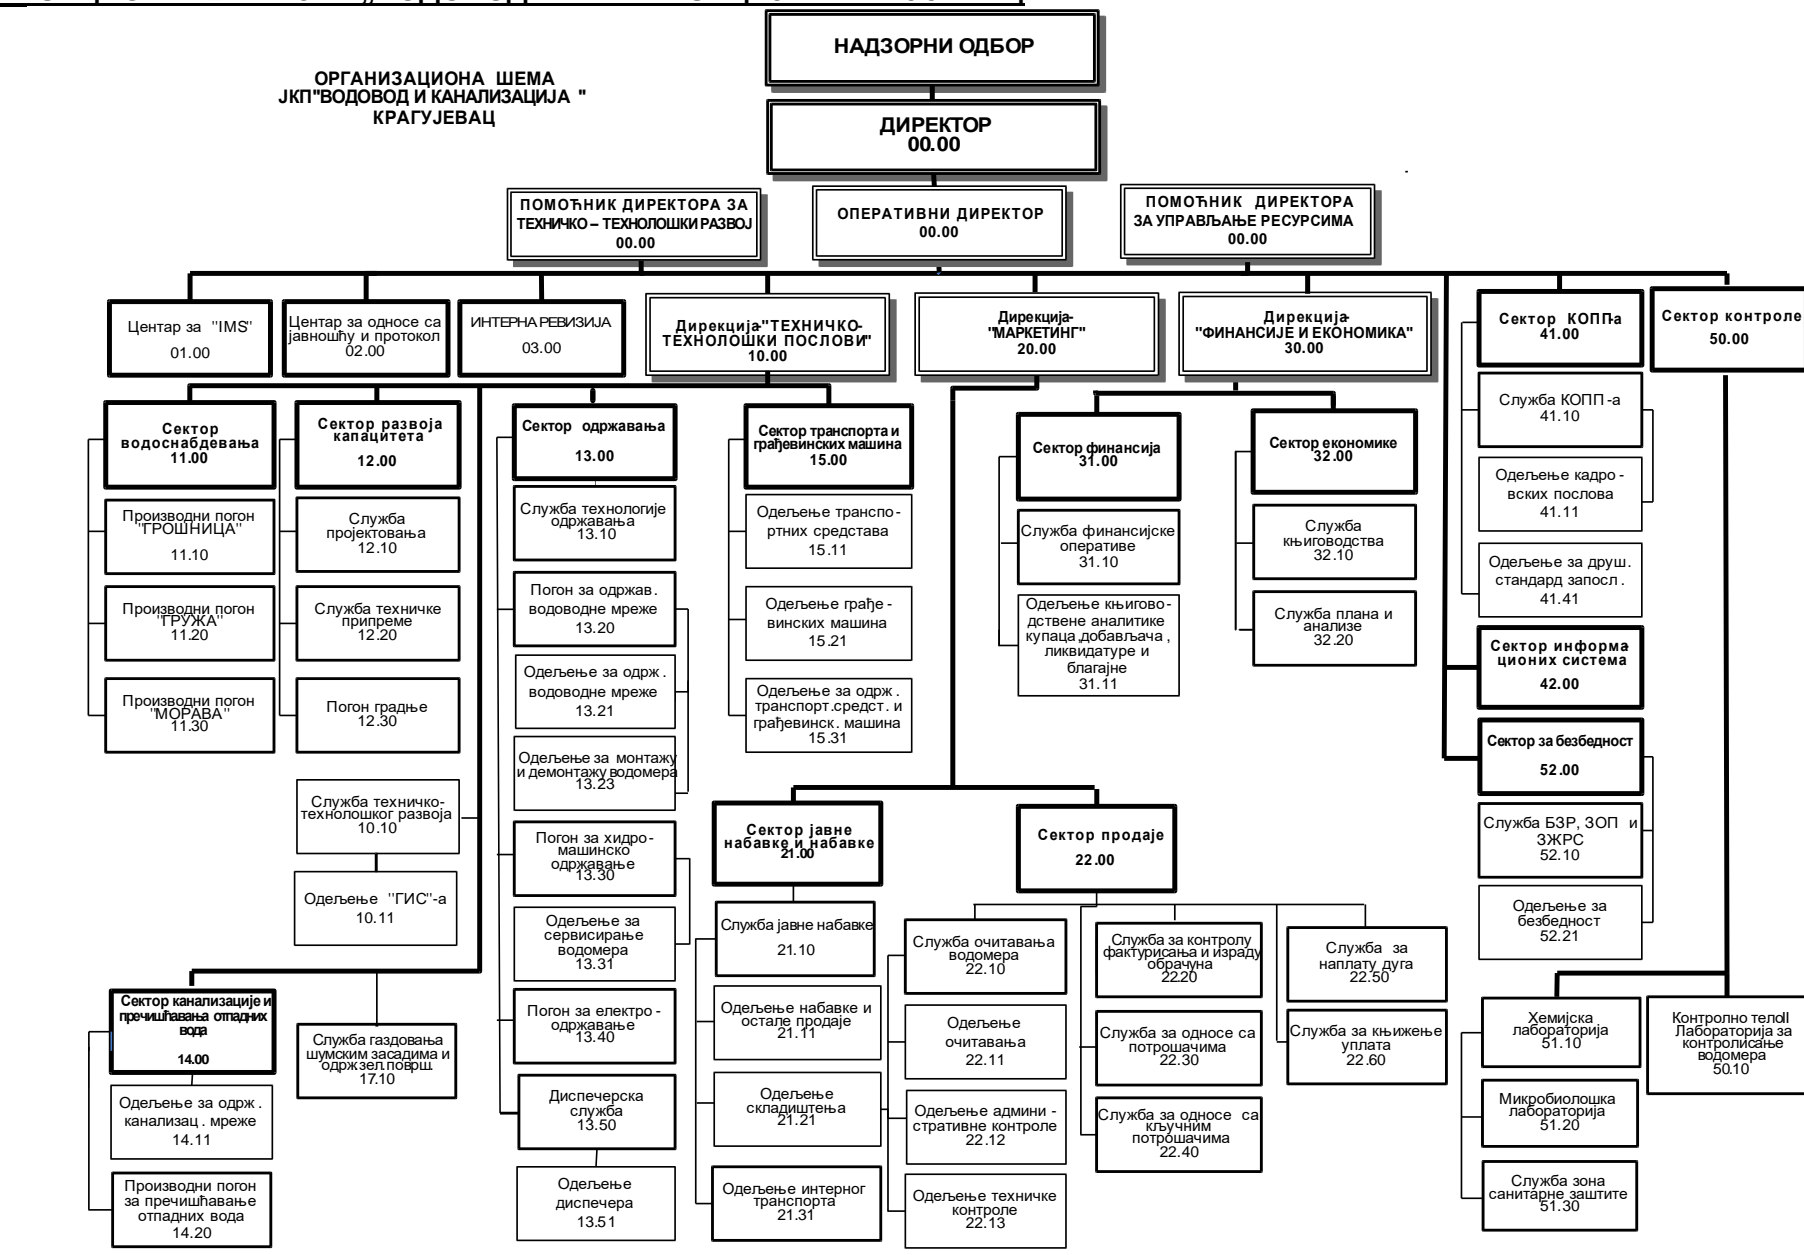 ОРГАНИЗАЦИОНА ШЕМА
ЈКП"ВОДОВОД И КАНАЛИЗАЦИЈА "
КРАГУЈЕВАЦ
НАДЗОРНИ ОДБОР
ДИРЕКТОР
00.00
ПОМОЋНИК ДИРЕКТОРА ЗА
ТЕХНИЧКО – ТЕХНОЛОШКИ РАЗВОЈ
00.00
ОПЕРАТИВНИ ДИРЕКТОР
00.00
ПОМОЋНИК ДИРЕКТОРА
ЗА УПРАВЉАЊЕ РЕСУРСИМА
00.00
Центар за "IMS"
01.00
Центар за односе са
јавношћу и протокол
02.00
ИНТЕРНА РЕВИЗИЈА
03.00
Дирекција-"ТЕХНИЧКО-
ТЕХНОЛОШКИ ПОСЛОВИ"
10.00
Дирекција-
"МАРКЕТИНГ"
20.00
Дирекција-
"ФИНАНСИЈЕ И ЕКОНОМИКА"
30.00
Сектор КОПП-а
41.00
Сектор контроле
50.00
Сектор
водоснабдевања
11.00
Производни погон
"ГРОШНИЦА"
11.10
Производни погон
"ГРУЖА"
11.20
Производни погон
"МОРАВА"
11.30
Сектор развоја
капацитета
12.00
Служба
пројектовања
12.10
Служба техничке
припреме
12.20
Погон градње
12.30
Служба техничко-
технолошког развоја
10.10
Одељење "ГИС"-а
10.11
Сектор канализације и
пречишћавања отпадних
вода
14.00
Одељење за одрж .
канализац . мреже
14.11
Производни погон
за пречишћавање
отпадних вода
14.20
Служба газдовања
шумским засадима и
одрж.зел.површ.
17.10
Сектор одржавања
13.00
Служба технологије
одржавања
13.10
Погон за одржав.
водоводне мреже
13.20
Одељење за одрж .
водоводне мреже
13.21
Одељење за монтажу
и демонтажу водомера
13.23
Погон за хидро-
машинско
одржавање
13.30
Одељење за
сервисирање
водомера
13.31
Погон за електро -
одржавање
13.40
Диспечерска
служба
13.50
Одељење
диспечера
13.51
Сектор транспорта и
грађевинских машина
15.00
Одељење транспо-
ртних средстава
15.11
Одељење грађе -
винских машина
15.21
Одељење за одрж .
транспорт.средст. и
грађевинск. машина
15.31
Сектор јавне
набавке и набавке
21.00
Служба јавне набавке
21.10
Одељење набавке и
остале продаје
21.11
Одељење
складиштења
21.21
Одељење интерног
транспорта
21.31
Сектор продаје
22.00
Служба очитавања
водомера
22.10
Одељење
очитавања
22.11
Одељење админи -
стративне контроле
22.12
Одељење техничке
контроле
22.13
Служба за контролу
фактурисања и израду
обрачуна
22.20
Служба за односе са
потрошачима
22.30
Служба за односе са
кључним
потрошачима
22.40
Служба за
наплату дуга
22.50
Служба за књижење
уплата
22.60
Сектор финансија
31.00
Служба финансијске
оперативе
31.10
Одељење књигово-
дствене аналитике
купаца,добављача ,
ликвидатуре и
благајне
31.11
Сектор економике
32.00
Служба
књиговодства
32.10
Служба плана и
анализе
32.20
Служба КОПП -а
41.10
Одељење кадро -
вских послова
41.11
Одељење за друш.
стандард запосл .
41.41
Сектор информа-
ционих система
42.00
Сектор за безбедност
52.00
Служба БЗР, ЗОП и
ЗЖРС
52.10
Одељење за
безбедност
52.21
Хемијска
лабораторија
51.10
Микробиолошка
лабораторија
51.20
Служба зона
санитарне заштите
51.30
Контролно телоII
Лабораторија за
контролисање
водомера
50.10